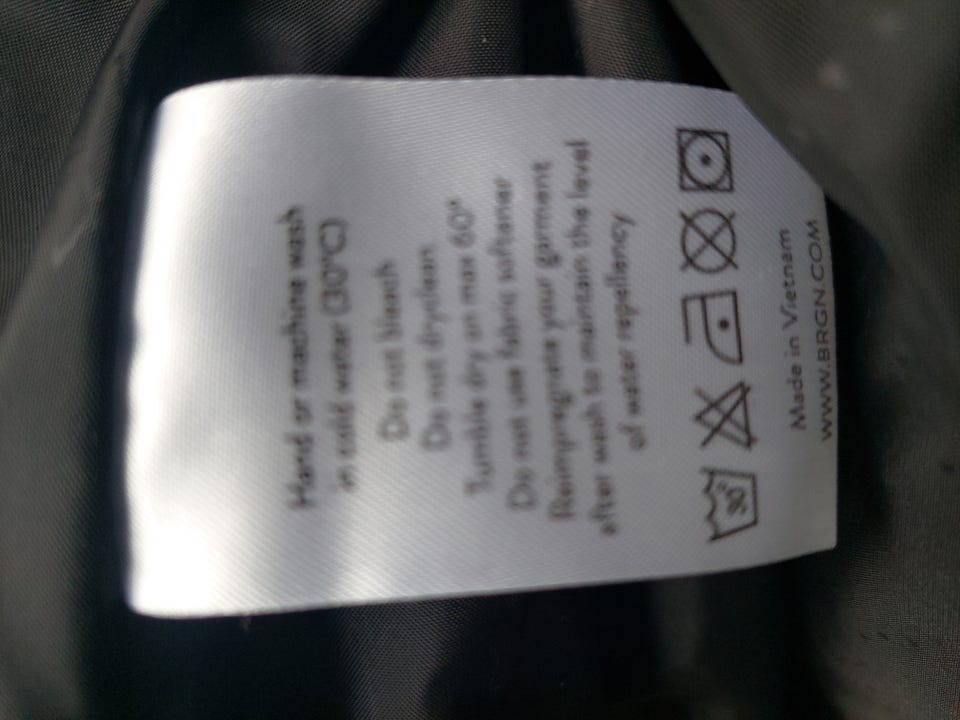 Hand or machine wash
in cold water (30°C)
Do not bleach
Do not dryclean
Tumble dry on max 60°
Do not use fabric softener
Reimpregnate your garment
after wash to maintain the level
of water repellency
30°
Made in Vietnam
WWW.BRGN.COM